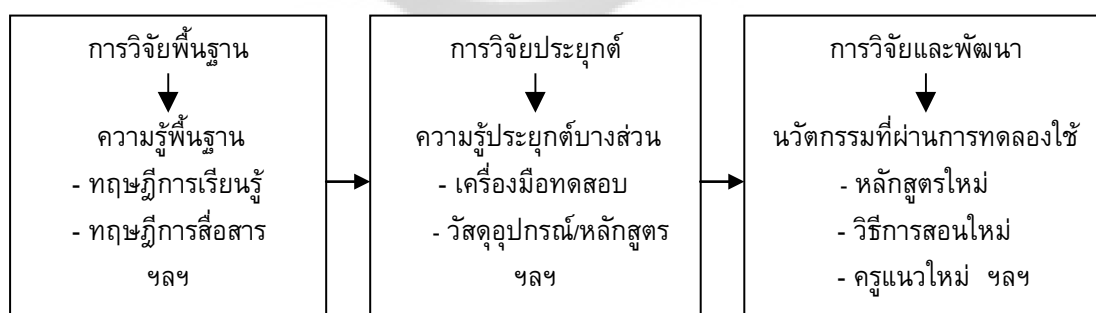 การวิจัยพื้นฐาน
ความรู้พื้นฐาน
- ทฤษฎีการเรียนรู้
- ทฤษฎีการสื่อสาร
ฯลฯ
การวิจัยประยุกต์
ความรู้ประยุกต์บางส่วน
- เครื่องมือทดสอบ
- วัสดุอุปกรณ์/หลักสูตร
ฯลฯ
การวิจัยและพัฒนา
นวัตกรรมที่ผ่านการทดลองใช้
- หลักสูตรใหม่
- วิธีการสอนใหม่
- ครูแนวใหม่ ฯลฯ